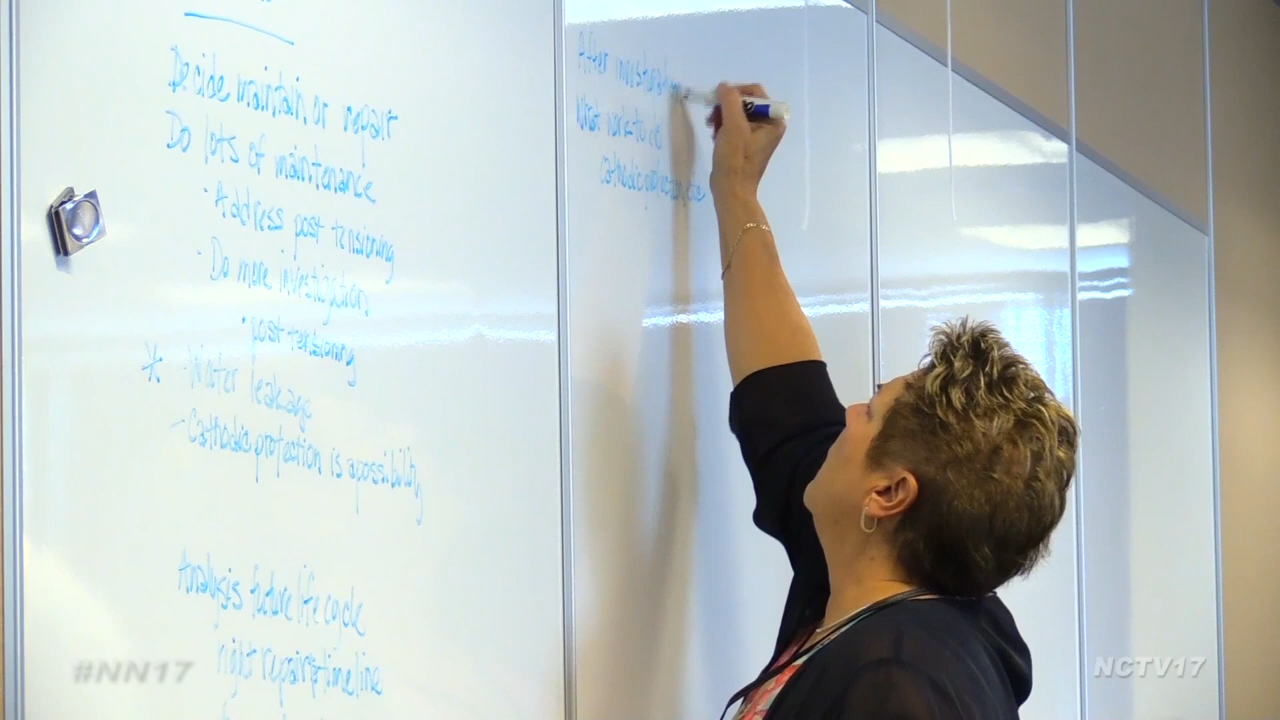 Decide maintain or repair
Do lots of maintenance
- Address post tensioning
- Do more investigation
• post tensioning
* - Water leakage
- Cathodic protection is a possibility
Analysis future life cycle
right repairs timeline
After investigation
What work to do
cathodic protection, etc
#NN17
NCTV17